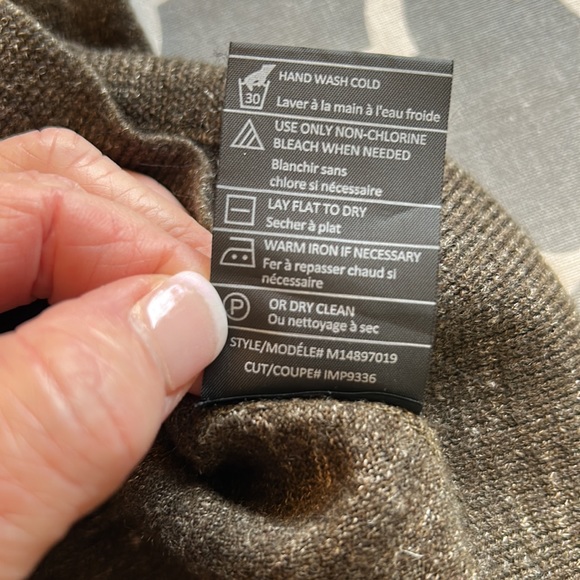 HAND WASH COLD
30
Laver à la main à l'eau froide
USE ONLY NON-CHLORINE
BLEACH WHEN NEEDED
Blanchir sans
chlore si nécessaire
LAY FLAT TO DRY
Secher à plat
WARM IRON IF NECESSARY
Fer à repasser chaud si
nécessaire
P
OR DRY CLEAN
Ou nettoyage à sec
STYLE/MODÉLE# M14897019
CUT/COUPE# IMP9336